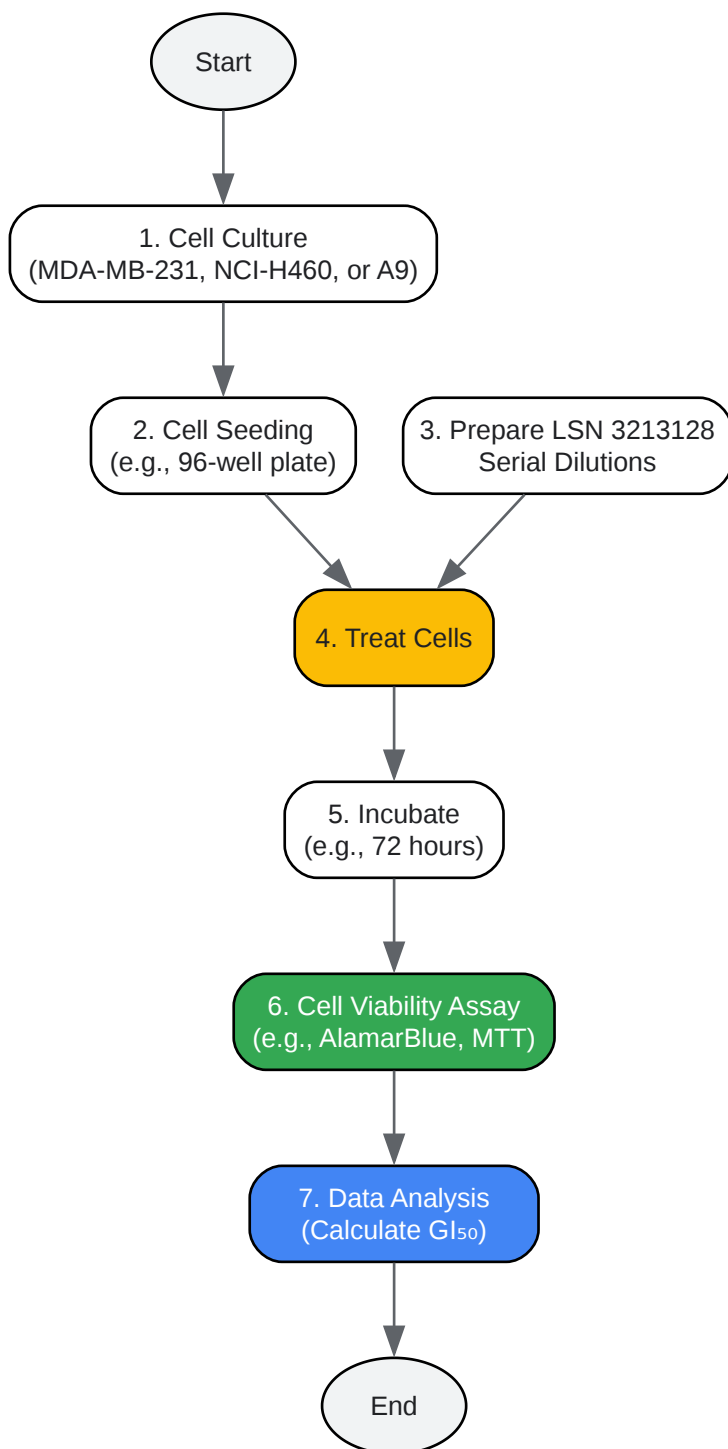 Start
1. Cell Culture
(MDA-MB-231, NCI-H460, or A9)
2. Cell Seeding
(e.g., 96-well plate)
3. Prepare LSN 3213128
Serial Dilutions
4. Treat Cells
5. Incubate
(e.g., 72 hours)
6. Cell Viability Assay
(e.g., AlamarBlue, MTT)
7. Data Analysis
(Calculate GI₅₀)
End